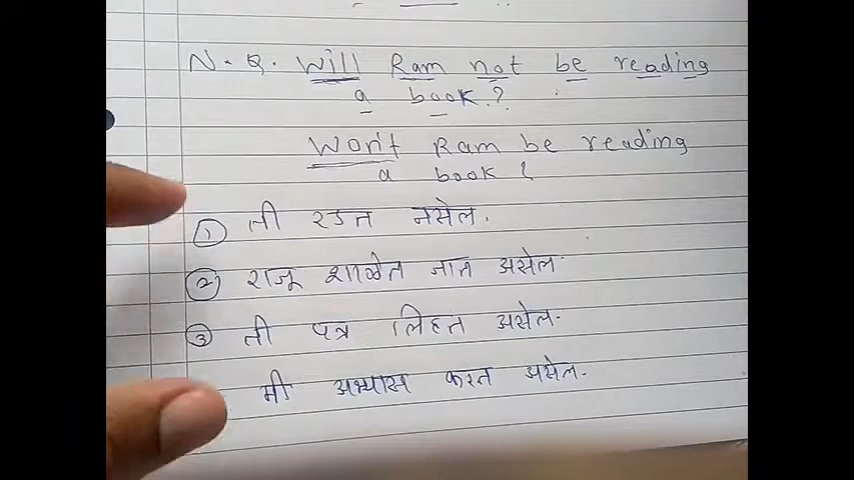 N. Q. Will Ram not be reading
a book ?
Won't Ram be reading
a book ?
① ती रडत नसेल.
② राजू शाळेत जात असेल.
③ ती पत्र लिहत असेल.
मी अभ्यास करत असेल.